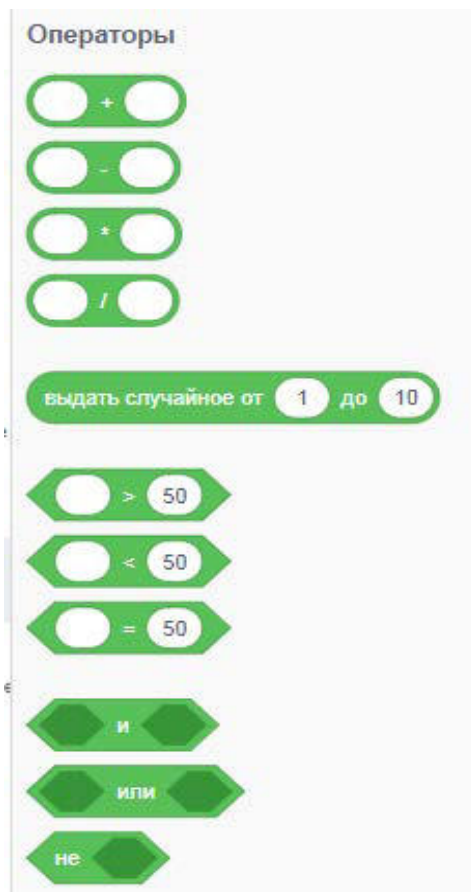 Операторы
+
-
*
/
выдать случайное от 1 до 10
> 50
< 50
= 50
и
или
не